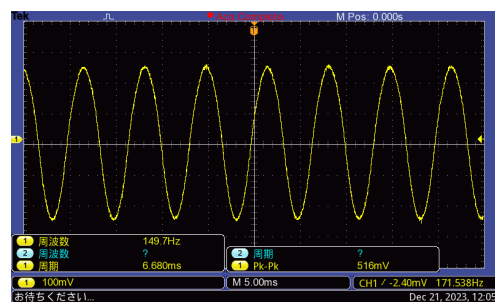 Tek
M Pos: 0.000s
T
1
1 周波数 149.7Hz
2 周波数 ?
1 周期 6.680ms
2 周期 ?
1 Pk-Pk 516mV
1 100mV
M 5.00ms
CH1 / -2.40mV 171.538Hz
お待ちください...
Dec 21, 2023, 12:05